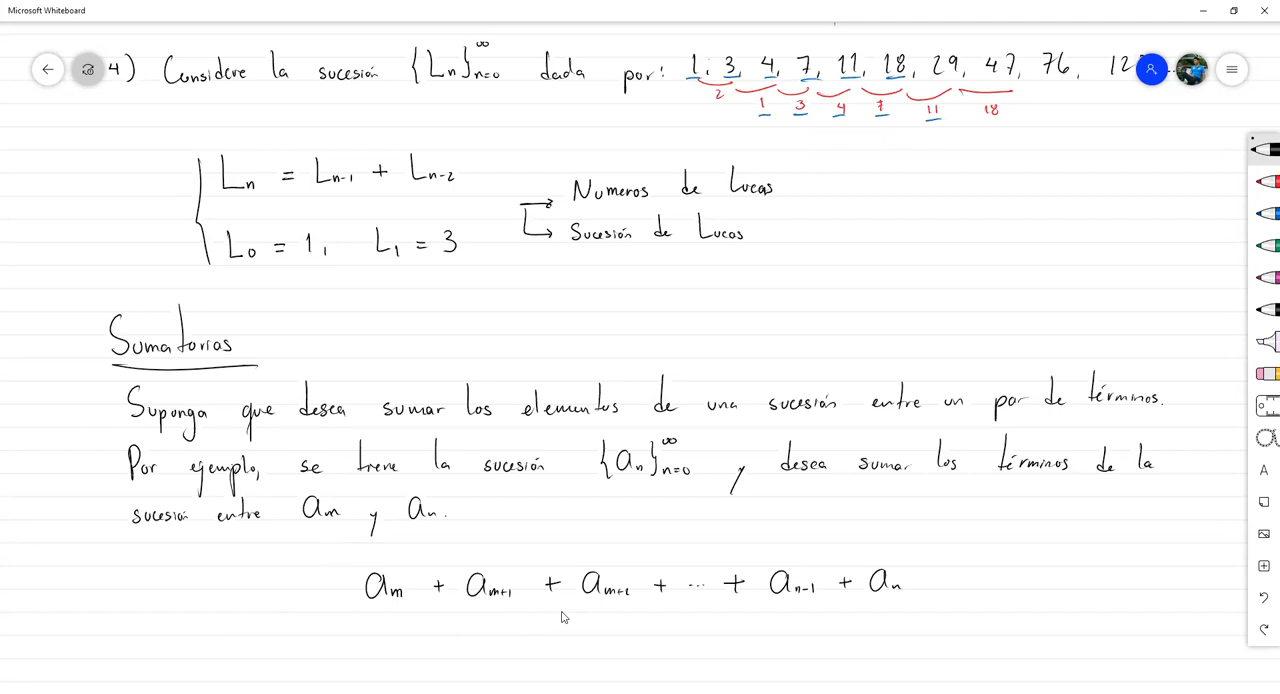 Microsoft Whiteboard
4) Considere la sucesión {Ln}∞n=0 dada por: 1, 3, 4, 7, 11, 18, 29, 47, 76, 12
2 1 3 4 7 11 18
Ln = Ln-1 + Ln-2
Numeros de Lucas
Sucesión de Lucas
L0 = 1, L1 = 3
Sumatorias
Suponga que desea sumar los elementos de una sucesión entre un par de términos.
Por ejemplo, se tiene la sucesión {an}∞n=0 y desea sumar los términos de la
sucesión entre am y an.
am + am+1 + am+2 + ... + an-1 + an
A